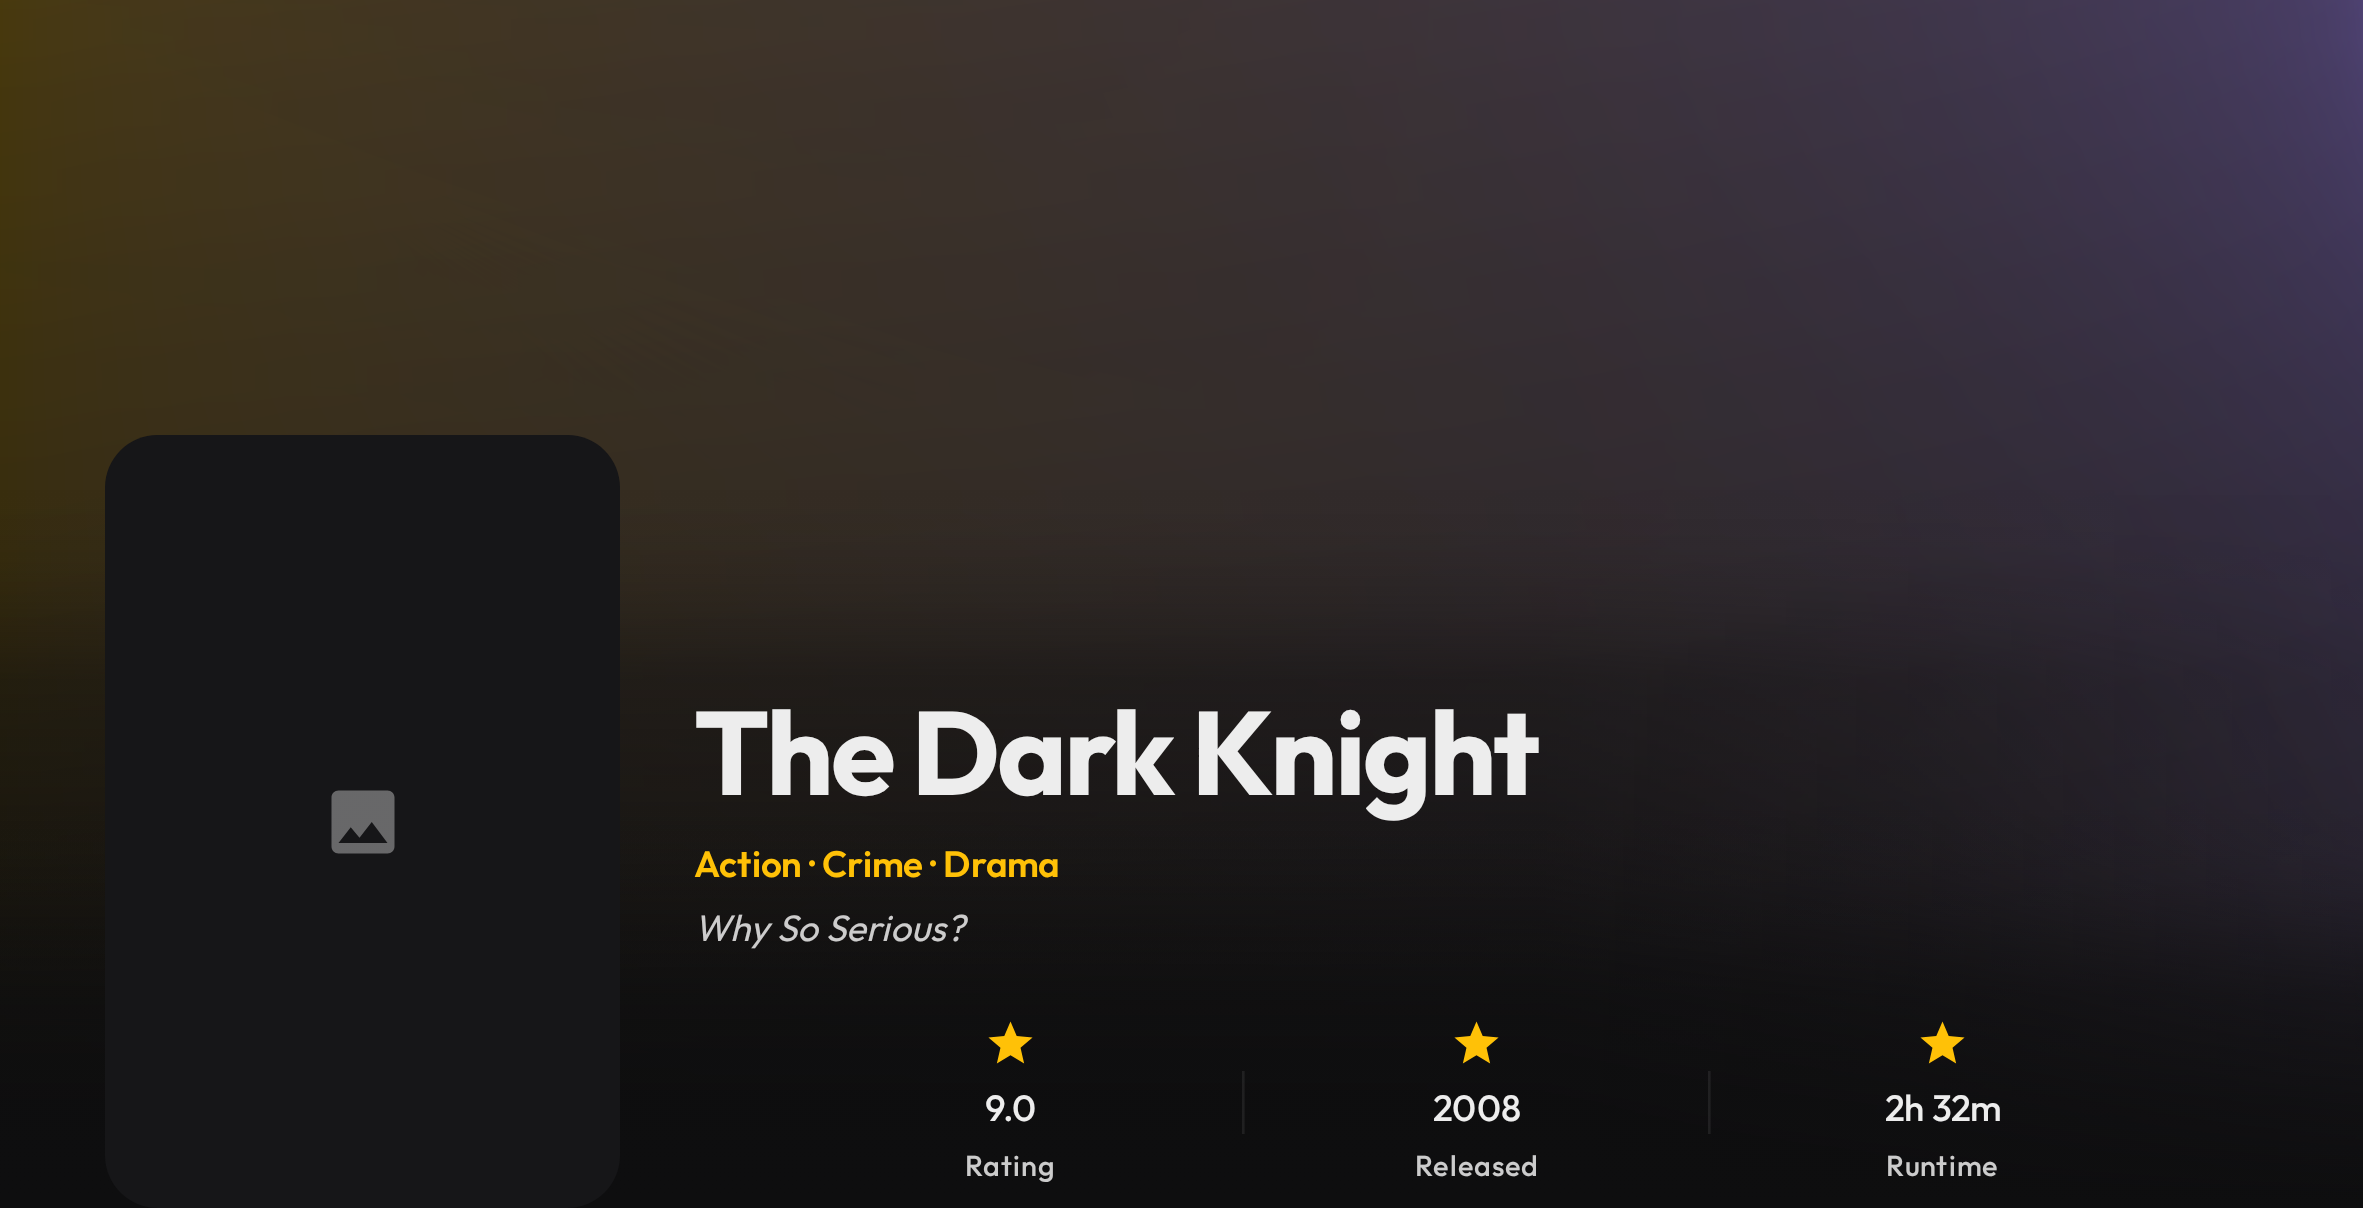 The Dark Knight
Action · Crime · Drama
Why So Serious?
9.0
Rating
2008
Released
2h 32m
Runtime